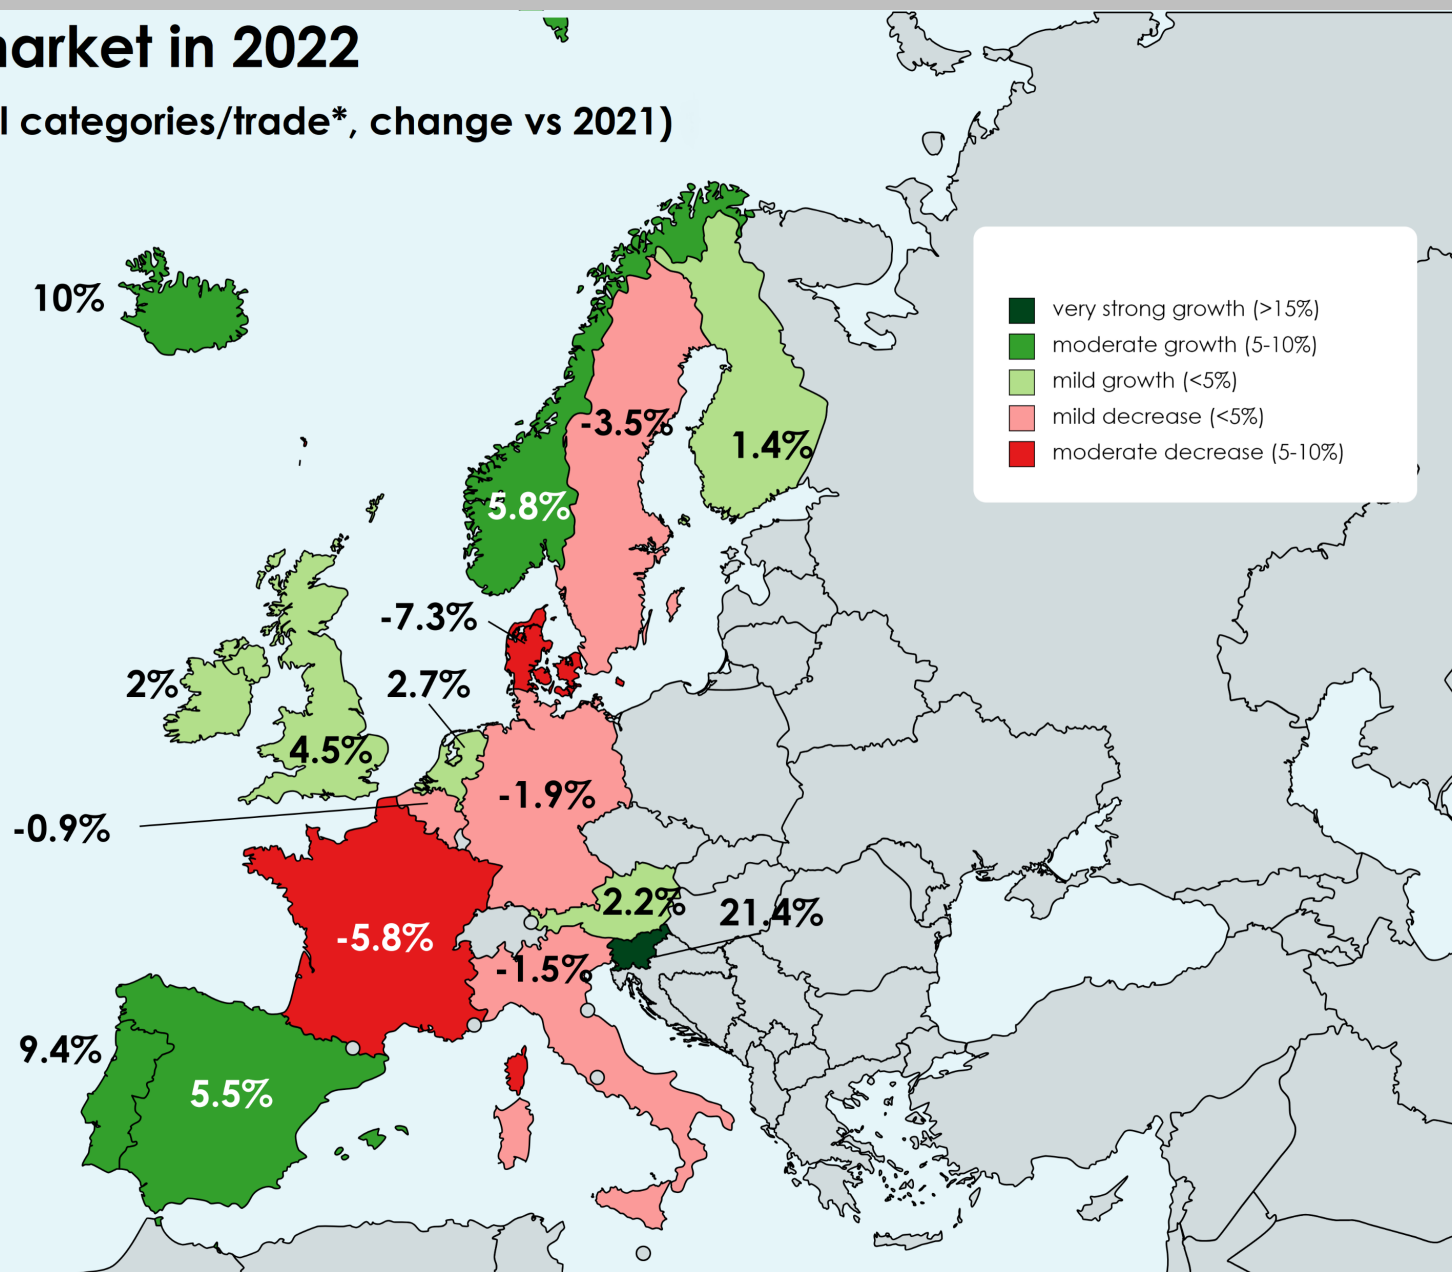 market in 2022
l categories/trade*, change vs 2021)
10%
very strong growth (>15%)
moderate growth (5-10%)
mild growth (<5%)
mild decrease (<5%)
moderate decrease (5-10%)
-3.5%
1.4%
5.8%
-7.3%
2%
2.7%
4.5%
-1.9%
-0.9%
2.2%
21.4%
-5.8%
-1.5%
9.4%
5.5%